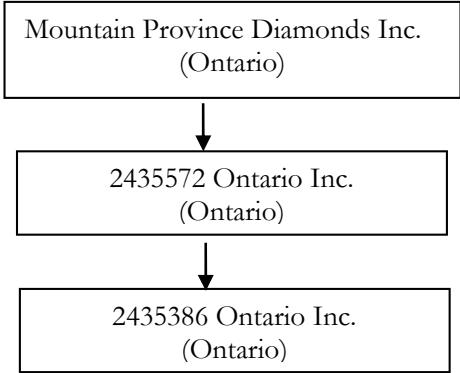 Mountain Province Diamonds Inc.
(Ontario)
2435572 Ontario Inc.
(Ontario)
2435386 Ontario Inc.
(Ontario)